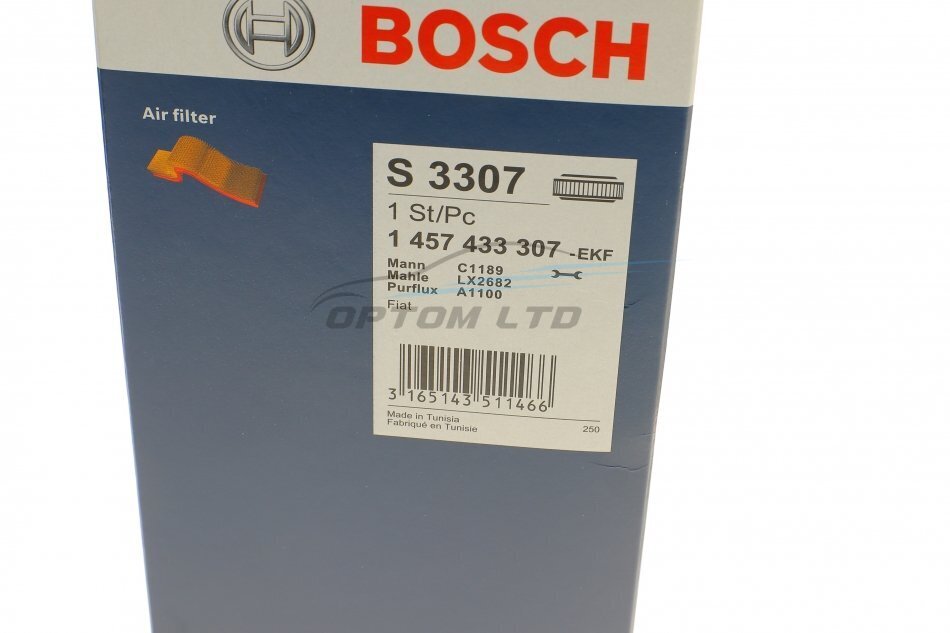 BOSCH
Air filter
S 3307
1 St/Pc
1 457 433 307 -EKF
Mann C1189
Mahle LX2682
Purflux A1100
Fiat
OPTOM LTD
3 165143 511466
Made in Tunisia
Fabriqué en Tunisie
250